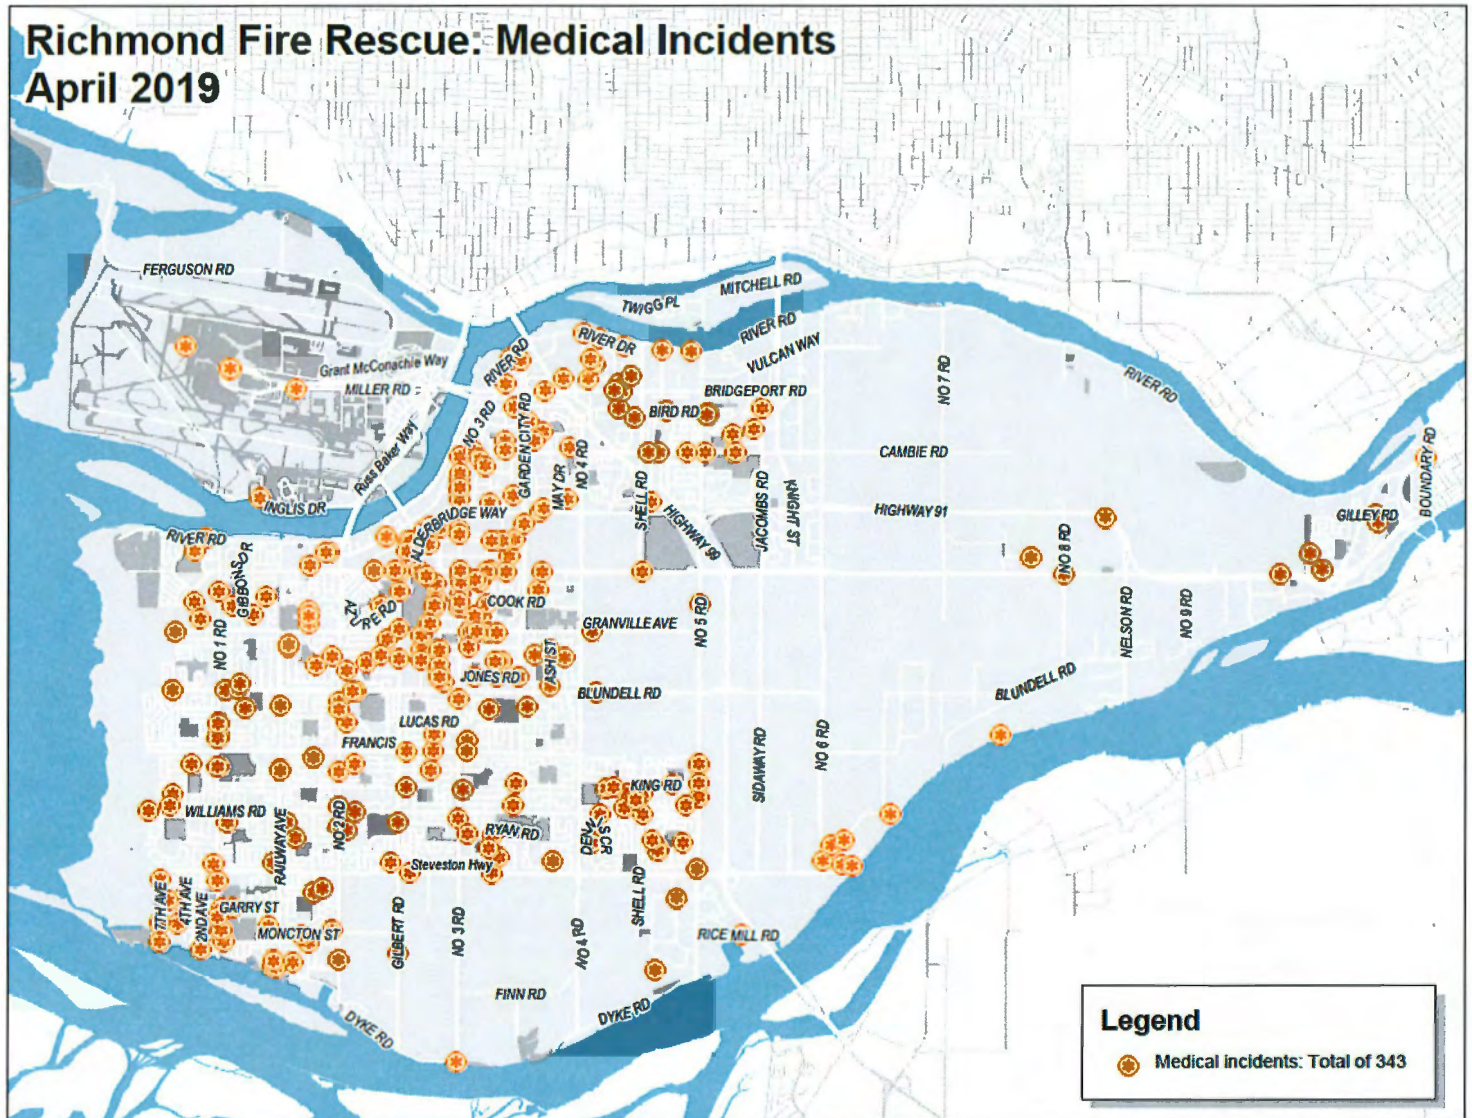 Richmond Fire Rescue: Medical Incidents
April 2019
FERGUSON RD
MITCHELL RD
TWIGG PL
RIVER RD
RIVER DR
VULCAN WAY
RIVER RD
Grant McConachie Way
MILLER RD
BRIDGEPORT RD
NO 7 RD
RIVER RD
BIRD RD
NO 3 RD
GARDEN CITY RD
Russ Baker Way
CAMBIE RD
BOUNDARY RD
NO 4 RD
MAY DR
SHELL RD
JACOMBS RD
KNIGHT ST
INGLIS DR
HIGHWAY 91
GILLEY RD
ALDERBRIDGE WAY
HIGHWAY 99
RIVER RD
GIBBONS DR
NO 8 RD
COOK RD
AZURE RD
GRANVILLE AVE
NO 5 RD
NELSON RD
NO 9 RD
NO 1 RD
ASH ST
JONES RD
BLUNDELL RD
BLUNDELL RD
LUCAS RD
FRANCIS
NO 6 RD
SIDAWAY RD
KING RD
WILLIAMS RD
NO 2 RD
RAILWAY AVE
RYAN RD
DENNIS CR
Steveston Hwy
7TH AVE
4TH AVE
2ND AVE
GARRY ST
SHELL RD
MONCTON ST
GILBERT RD
NO 3 RD
NO 4 RD
RICE MILL RD
FINN RD
DYKE RD
DYKE RD
Legend
Medical incidents: Total of 343